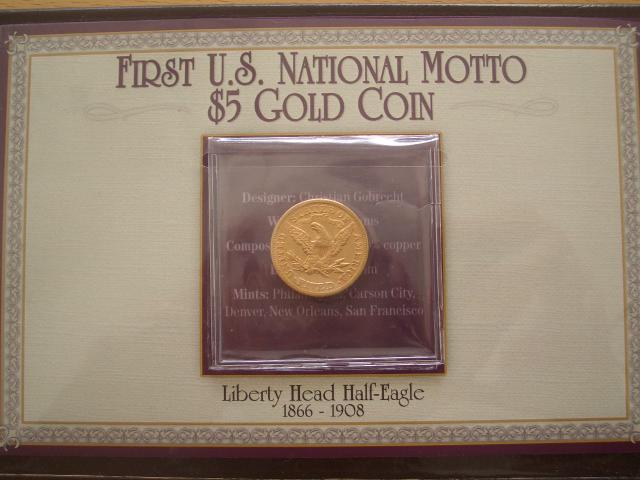 FIRST U.S. NATIONAL MOTTO
$5 GOLD COIN
Designer: Christian Gobrecht
Compos
copper
Mints: Carson City,
Denver, New Orleans, San Francisco
Liberty Head Half-Eagle
1866 - 1908